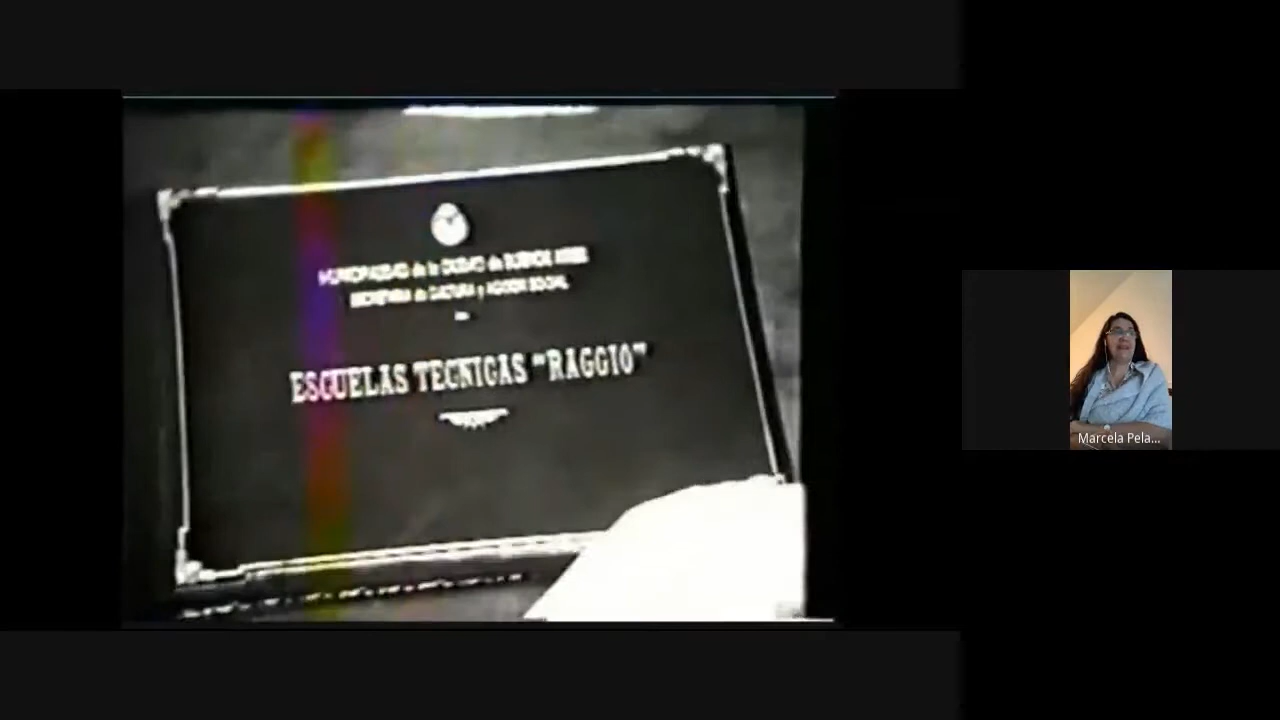 MUNICIPALIDAD de la CIUDAD de BUENOS AIRES
SECRETARIA de CULTURA y ACCION SOCIAL
ESCUELAS TECNICAS "RAGGIO"
Marcela Pela...